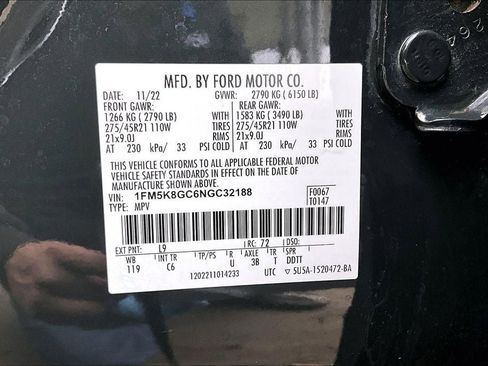 MFD. BY FORD MOTOR CO.
DATE: 11/22 GVWR: 2790 KG ( 6150 LB)
FRONT GAWR: REAR GAWR:
1266 KG ( 2790 LB) WITH 1583 KG ( 3490 LB) WITH
275/45R21 110W TIRES 275/45R21 110W TIRES
21x9.0J RIMS 21x9.0J RIMS
AT 230 kPa/ 33 PSI COLD AT 230 kPa/ 33 PSI COLD
THIS VEHICLE CONFORMS TO ALL APPLICABLE FEDERAL MOTOR
VEHICLE SAFETY STANDARDS IN EFFECT ON THE DATE OF
MANUFACTURE SHOWN ABOVE.
VIN: 1FM5K8GC6NGC32188 F0067
TYPE: MPV T0147
EXT PNT: L9 RC: 72 DSO:
WB INT TR TP/PS R AXLE TR SPR
119 C6 U 3B T DDTT
1202211014233 UTC 5U5A-1520472-BA
264